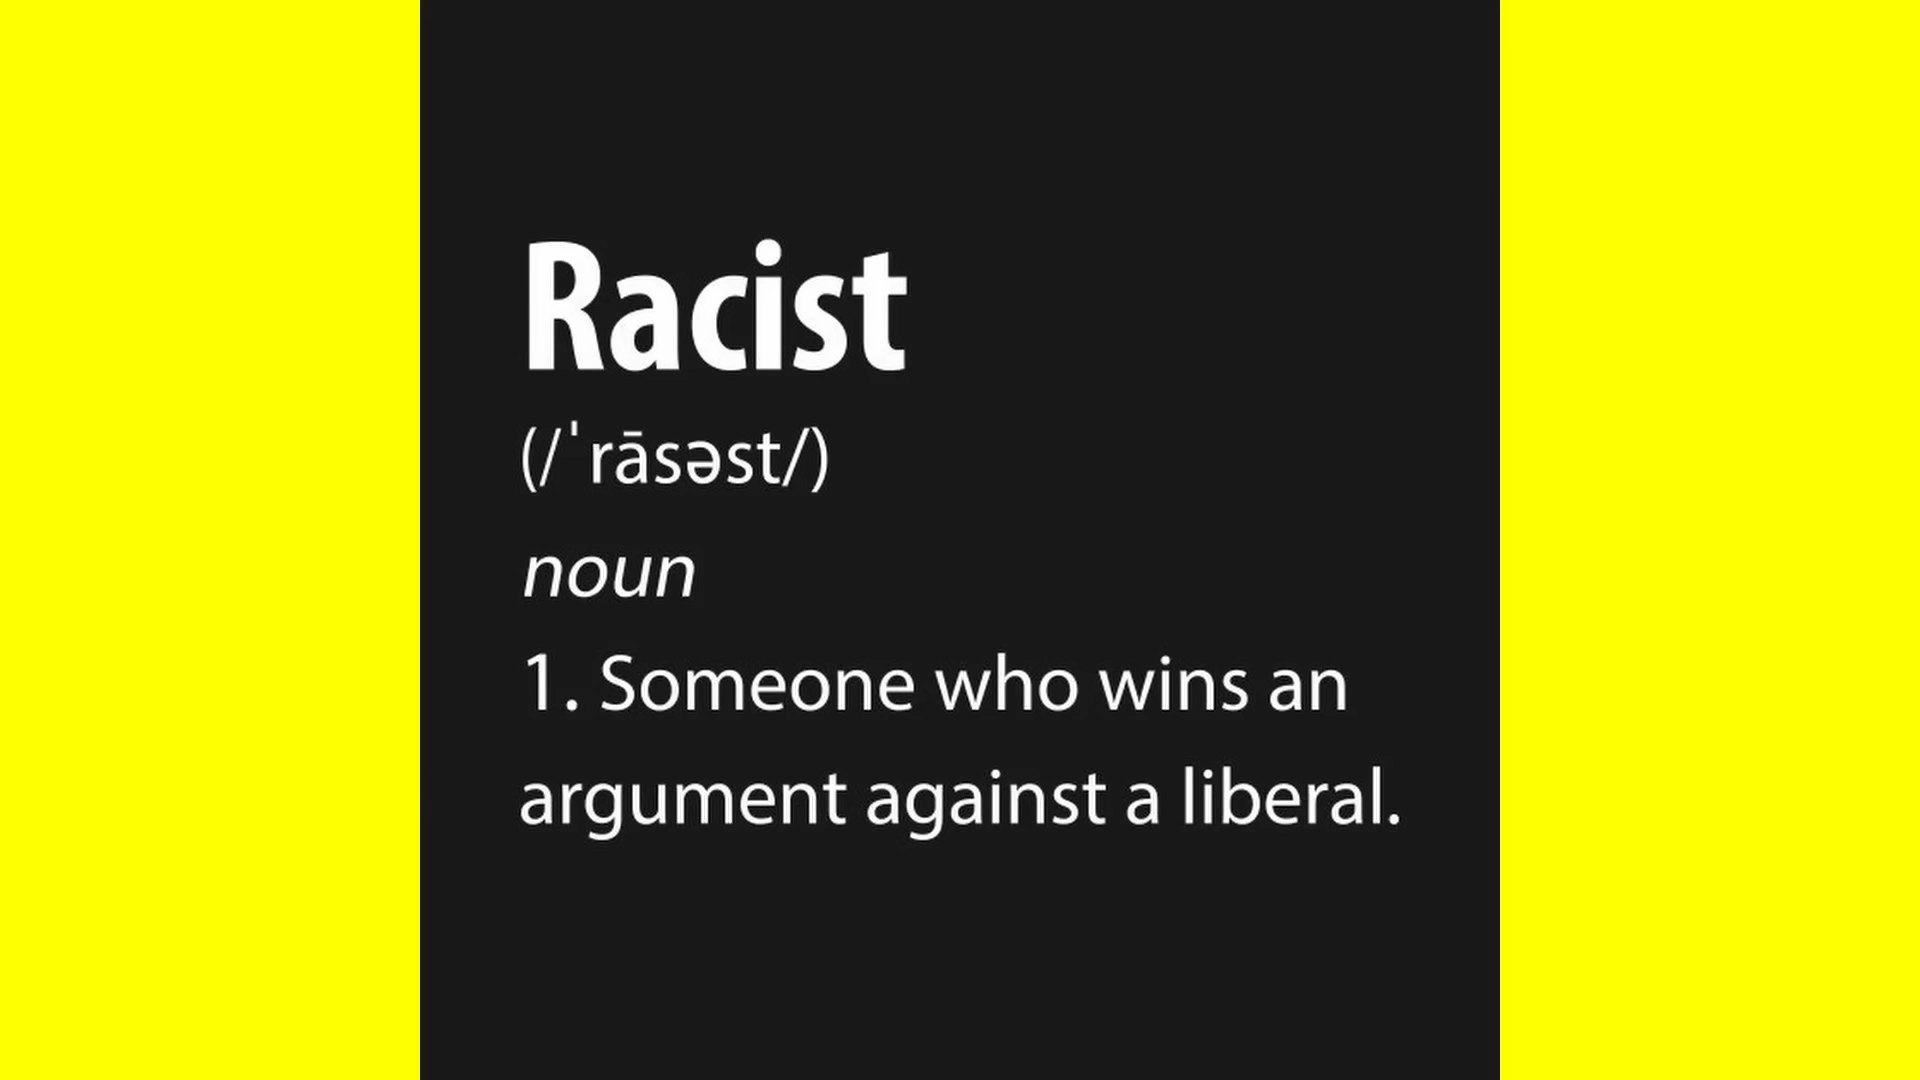 Racist
(/ˈrāsəst/)
noun
1. Someone who wins an
argument against a liberal.